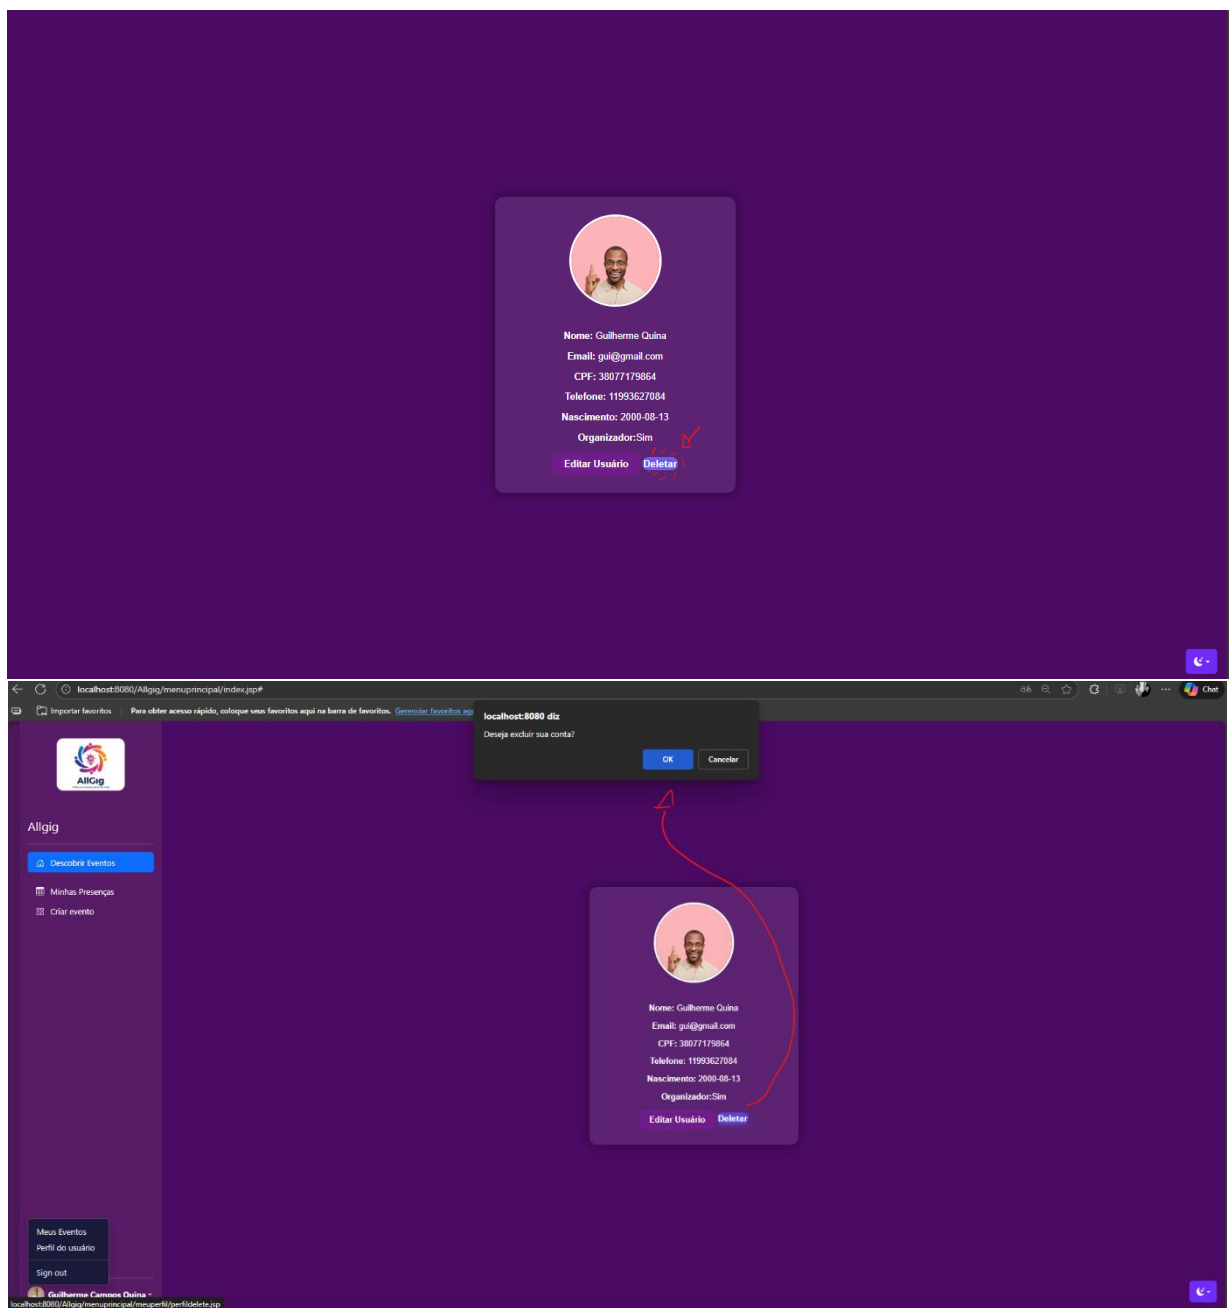 Nome: Guilherme Quina
Email: gui@gmail.com
CPF: 38077179864
Telefone: 11993627084
Nascimento: 2000-08-13
Organizador:Sim
Editar Usuário Deletar
localhost:8080/Allgig/menuprincipal/index.jsp#
Chat
Importar favoritos
Para obter acesso rápido, coloque seus favoritos aqui na barra de favoritos. Gerenciar favoritos ago
localhost:8080 diz
Deseja excluir sua conta?
OK Cancelar
AllGig
Allgig
Descobrir Eventos
Minhas Presenças
Criar evento
Nome: Guilherme Quina
Email: gui@gmail.com
CPF: 38077179864
Telefone: 11993627084
Nascimento: 2000-08-13
Organizador:Sim
Editar Usuário Deletar
Meus Eventos
Perfil do usuário
Sign out
Guilherme Campos Quina
localhost:8080/Allgig/menuprincipal/meuperfil/perfildelete.jsp